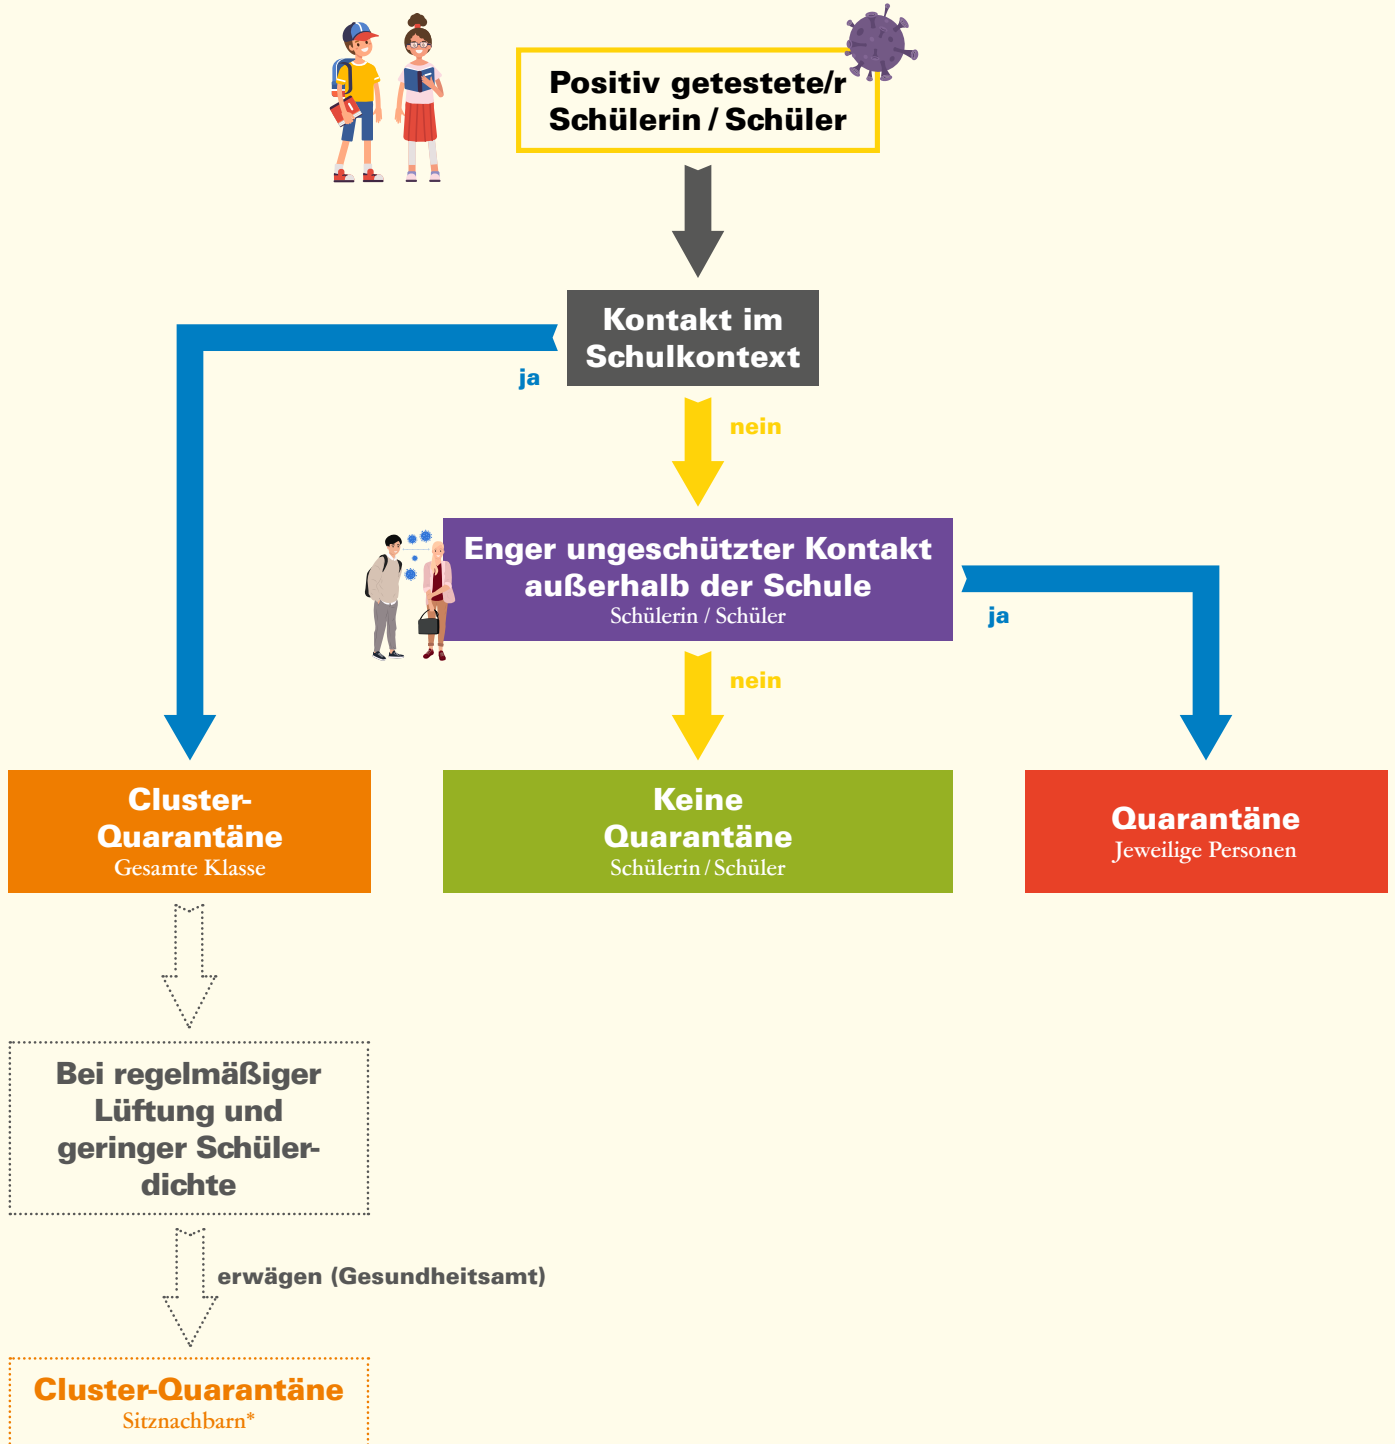 Positiv getestete/r
Schülerin / Schüler
Kontakt im
Schulkontext
ja
nein
Enger ungeschützter Kontakt
außerhalb der Schule
Schülerin / Schüler
ja
nein
Cluster-
Quarantäne
Gesamte Klasse
Keine
Quarantäne
Schülerin / Schüler
Quarantäne
Jeweilige Personen
Bei regelmäßiger
Lüftung und
geringer Schüler-
dichte
erwägen (Gesundheitsamt)
Cluster-Quarantäne
Sitznachbarn*